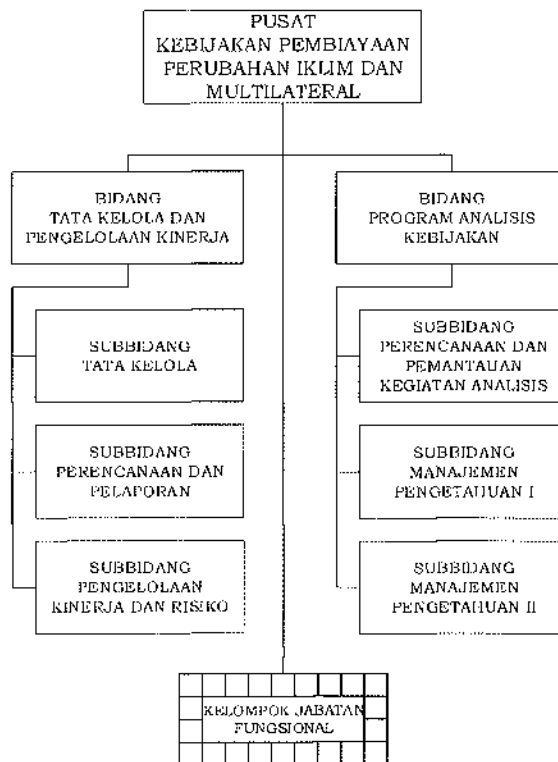 PUSAT
KEBIJAKAN PEMBIAYAAN
PERUBAHAN IKLIM DAN
MULTILATERAL
BIDANG
TATA KELOLA DAN
PENGELOLAAN KINERJA
SUBBIDANG
TATA KELOLA
SUBBIDANG
PERENCANAAN DAN
PELAPORAN
SUBBIDANG
PENGELOLAAN
KINERJA DAN RISIKO
BIDANG
PROGRAM ANALISIS
KEBIJAKAN
SUBBIDANG
PERENCANAAN DAN
PEMANTAUAN
KEGIATAN ANALISIS
SUBBIDANG
MANAJEMEN
PENGETAHUAN I
SUBBIDANG
MANAJEMEN
PENGETAHUAN II
KELOMPOK JABATAN
FUNGSIONAL